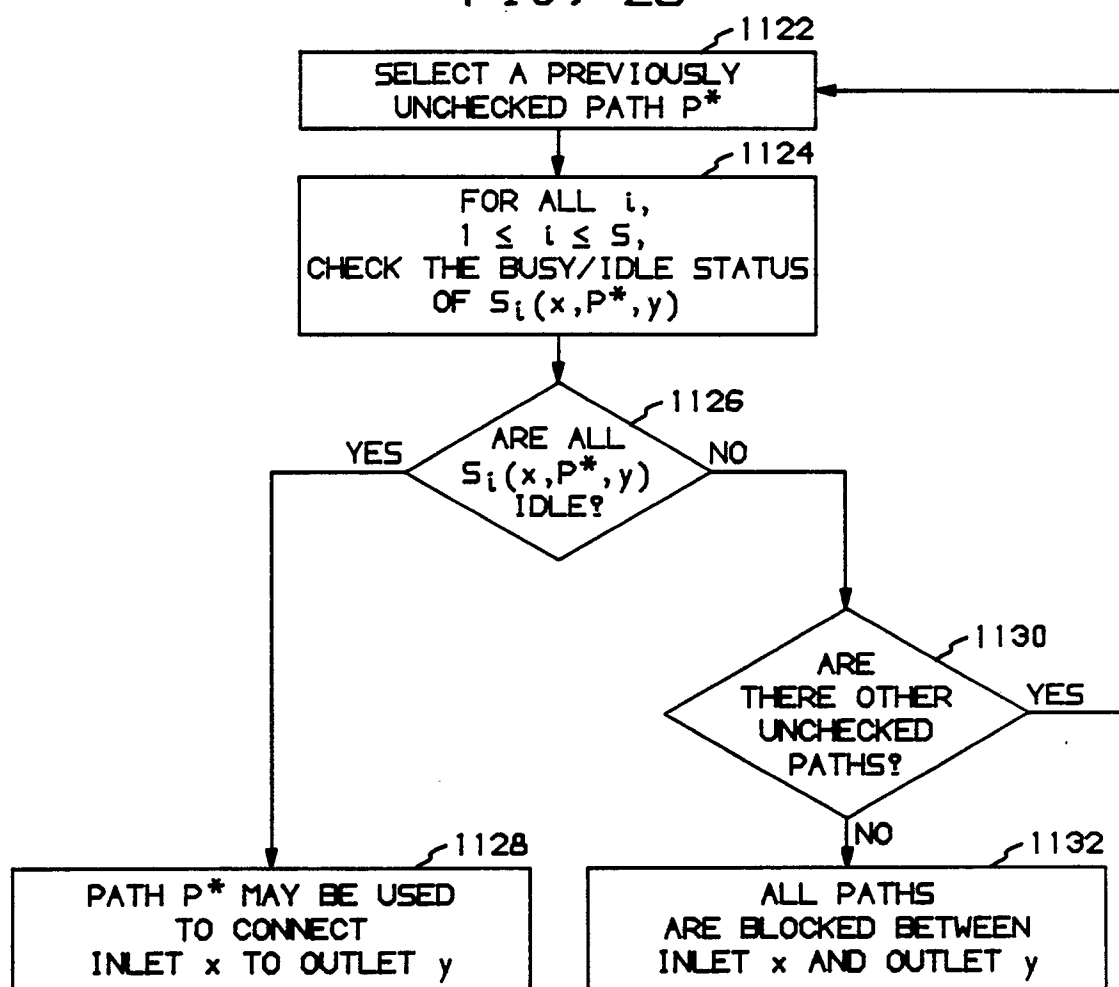 1122
SELECT A PREVIOUSLY
UNCHECKED PATH P*
1124
FOR ALL i,
1 ≤ i ≤ S,
CHECK THE BUSY/IDLE STATUS
OF Si(x,P*,y)
1126
ARE ALL
Si(x,P*,y)
IDLE?
YES
NO
1130
ARE
THERE OTHER
UNCHECKED
PATHS?
YES
NO
1128
PATH P* MAY BE USED
TO CONNECT
INLET x TO OUTLET y
1132
ALL PATHS
ARE BLOCKED BETWEEN
INLET x AND OUTLET y